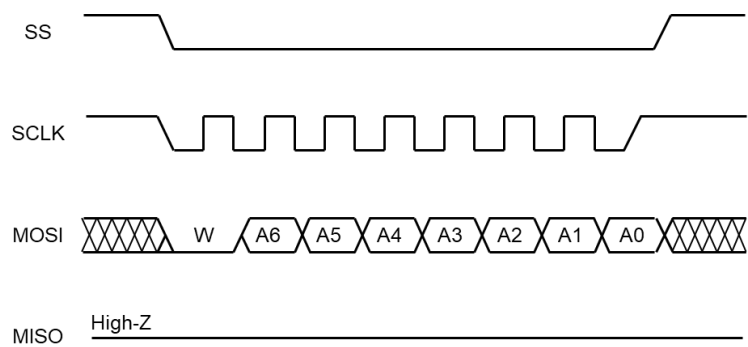 SS
SCLK
MOSI W A6 A5 A4 A3 A2 A1 A0
High-Z
MISO